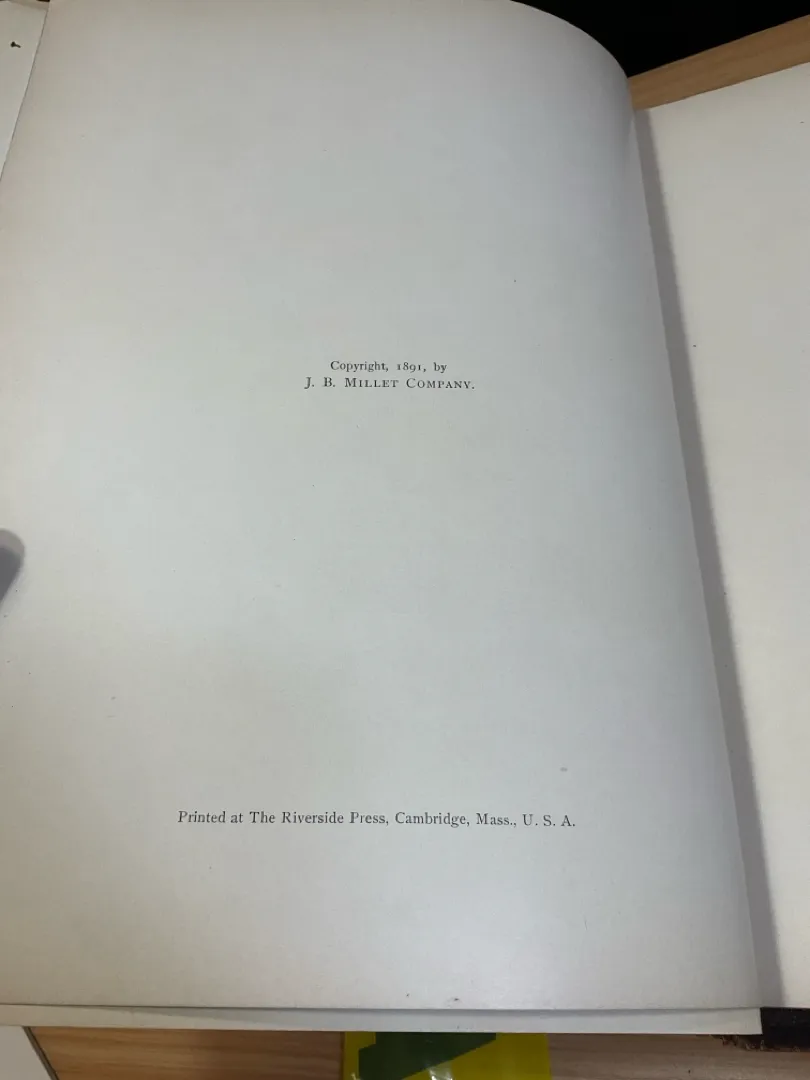 Copyright, 1891, by
J. B. MILLET COMPANY.
Printed at The Riverside Press, Cambridge, Mass., U. S. A.